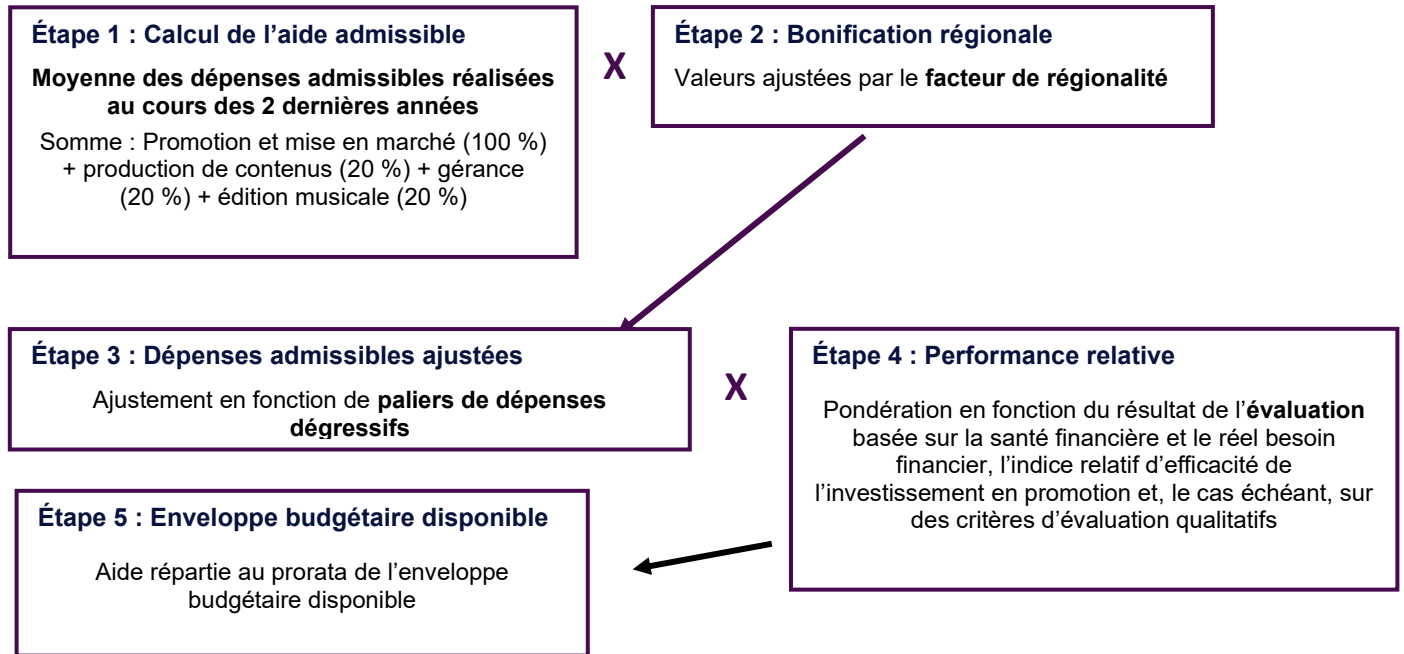 Étape 1 : Calcul de l’aide admissible
Moyenne des dépenses admissibles réalisées
au cours des 2 dernières années
Somme : Promotion et mise en marché (100 %)
+ production de contenus (20 %) + gérance
(20 %) + édition musicale (20 %)
X
Étape 2 : Bonification régionale
Valeurs ajustées par le facteur de régionalité
Étape 3 : Dépenses admissibles ajustées
Ajustement en fonction de paliers de dépenses
dégressifs
X
Étape 4 : Performance relative
Pondération en fonction du résultat de l’évaluation
basée sur la santé financière et le réel besoin
financier, l’indice relatif d’efficacité de
l’investissement en promotion et, le cas échéant, sur
des critères d’évaluation qualitatifs
Étape 5 : Enveloppe budgétaire disponible
Aide répartie au prorata de l’enveloppe
budgétaire disponible